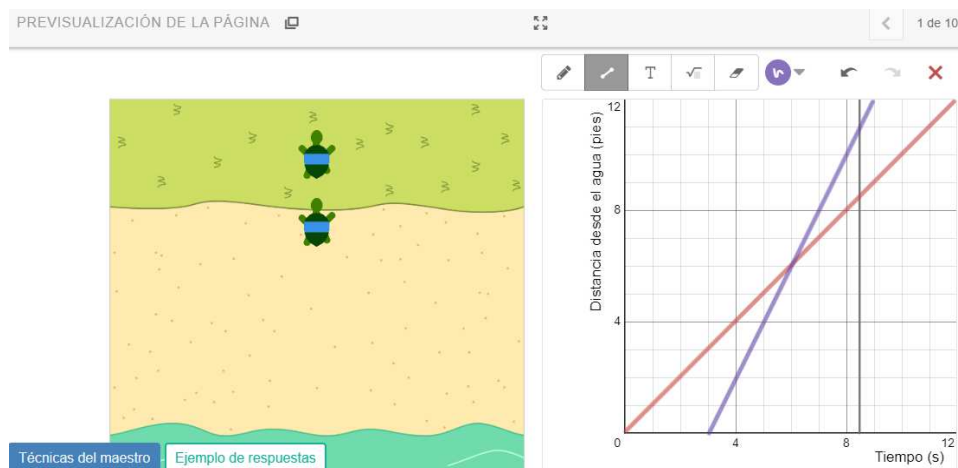 PREVISUALIZACIÓN DE LA PÁGINA
1 de 10
T
12
8
4
0
4
8
12
Distancia desde el agua (pies)
Tiempo (s)
Técnicas del maestro
Ejemplo de respuestas